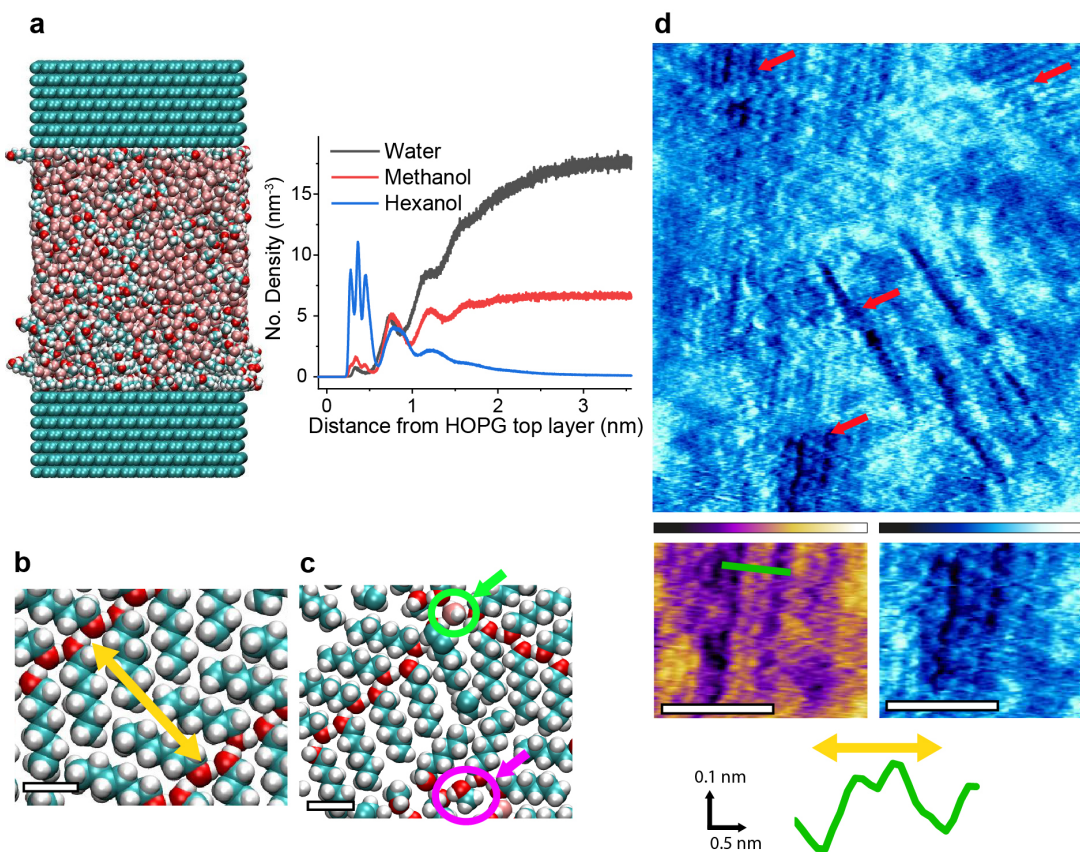 a
Water
Methanol
Hexanol
No. Density (nm⁻³)
15
10
5
0
0
1
2
3
Distance from HOPG top layer (nm)
d
b
c
0.1 nm
0.5 nm